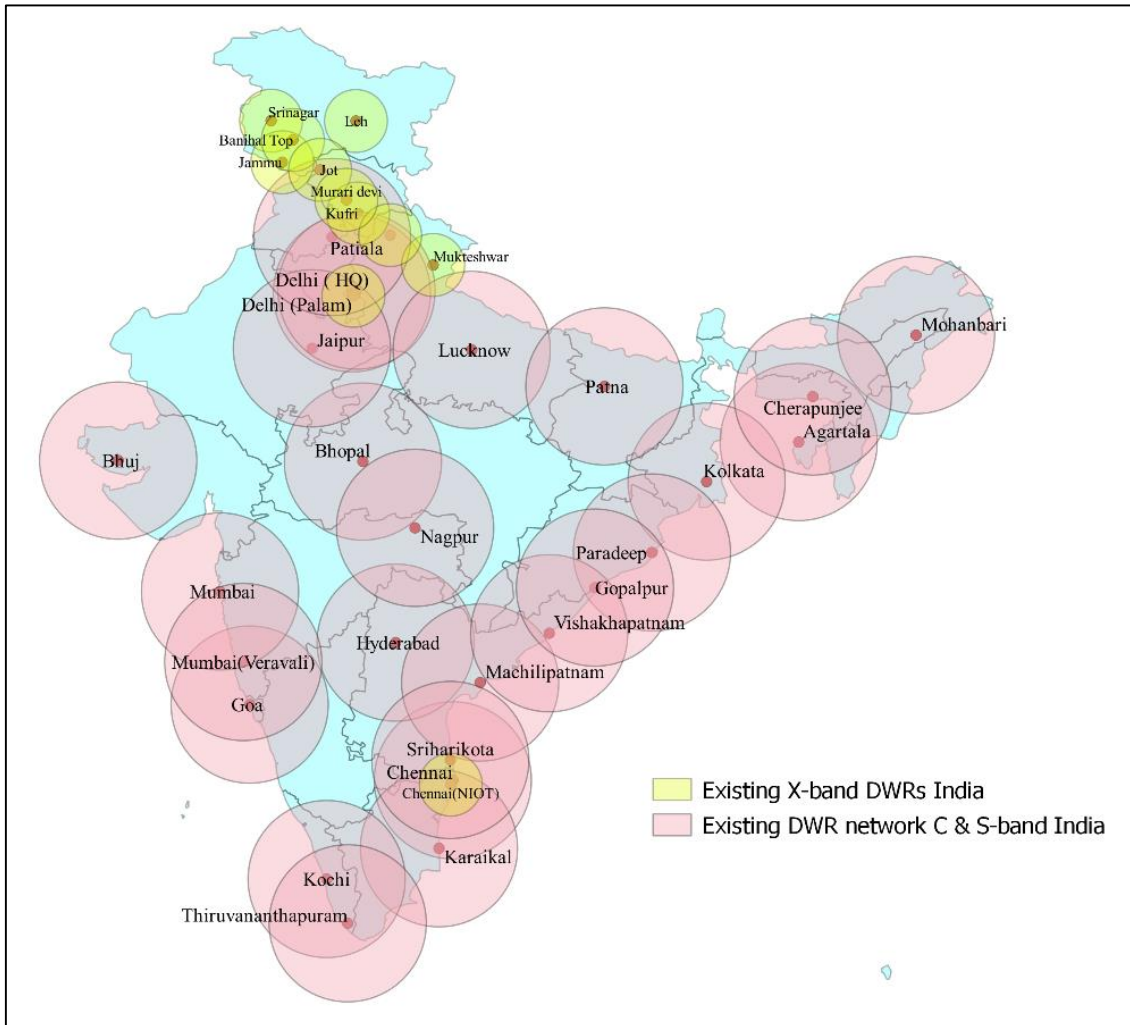 Srinagar
Leh
Banihal Top
Jammu
Jot
Murari devi
Kufri
Patiala
Mukteshwar
Delhi ( HQ)
Delhi (Palam)
Jaipur
Lucknow
Mohanbari
Patna
Cherapunjee
Agartala
Bhopal
Bhuj
Kolkata
Nagpur
Paradeep
Gopalpur
Mumbai
Vishakhapatnam
Hyderabad
Mumbai(Veravali)
Machilipatnam
Goa
Sriharikota
Chennai
Chennai(NIOT)
Existing X-band DWRs India
Existing DWR network C & S-band India
Karaikal
Kochi
Thiruvananthapuram